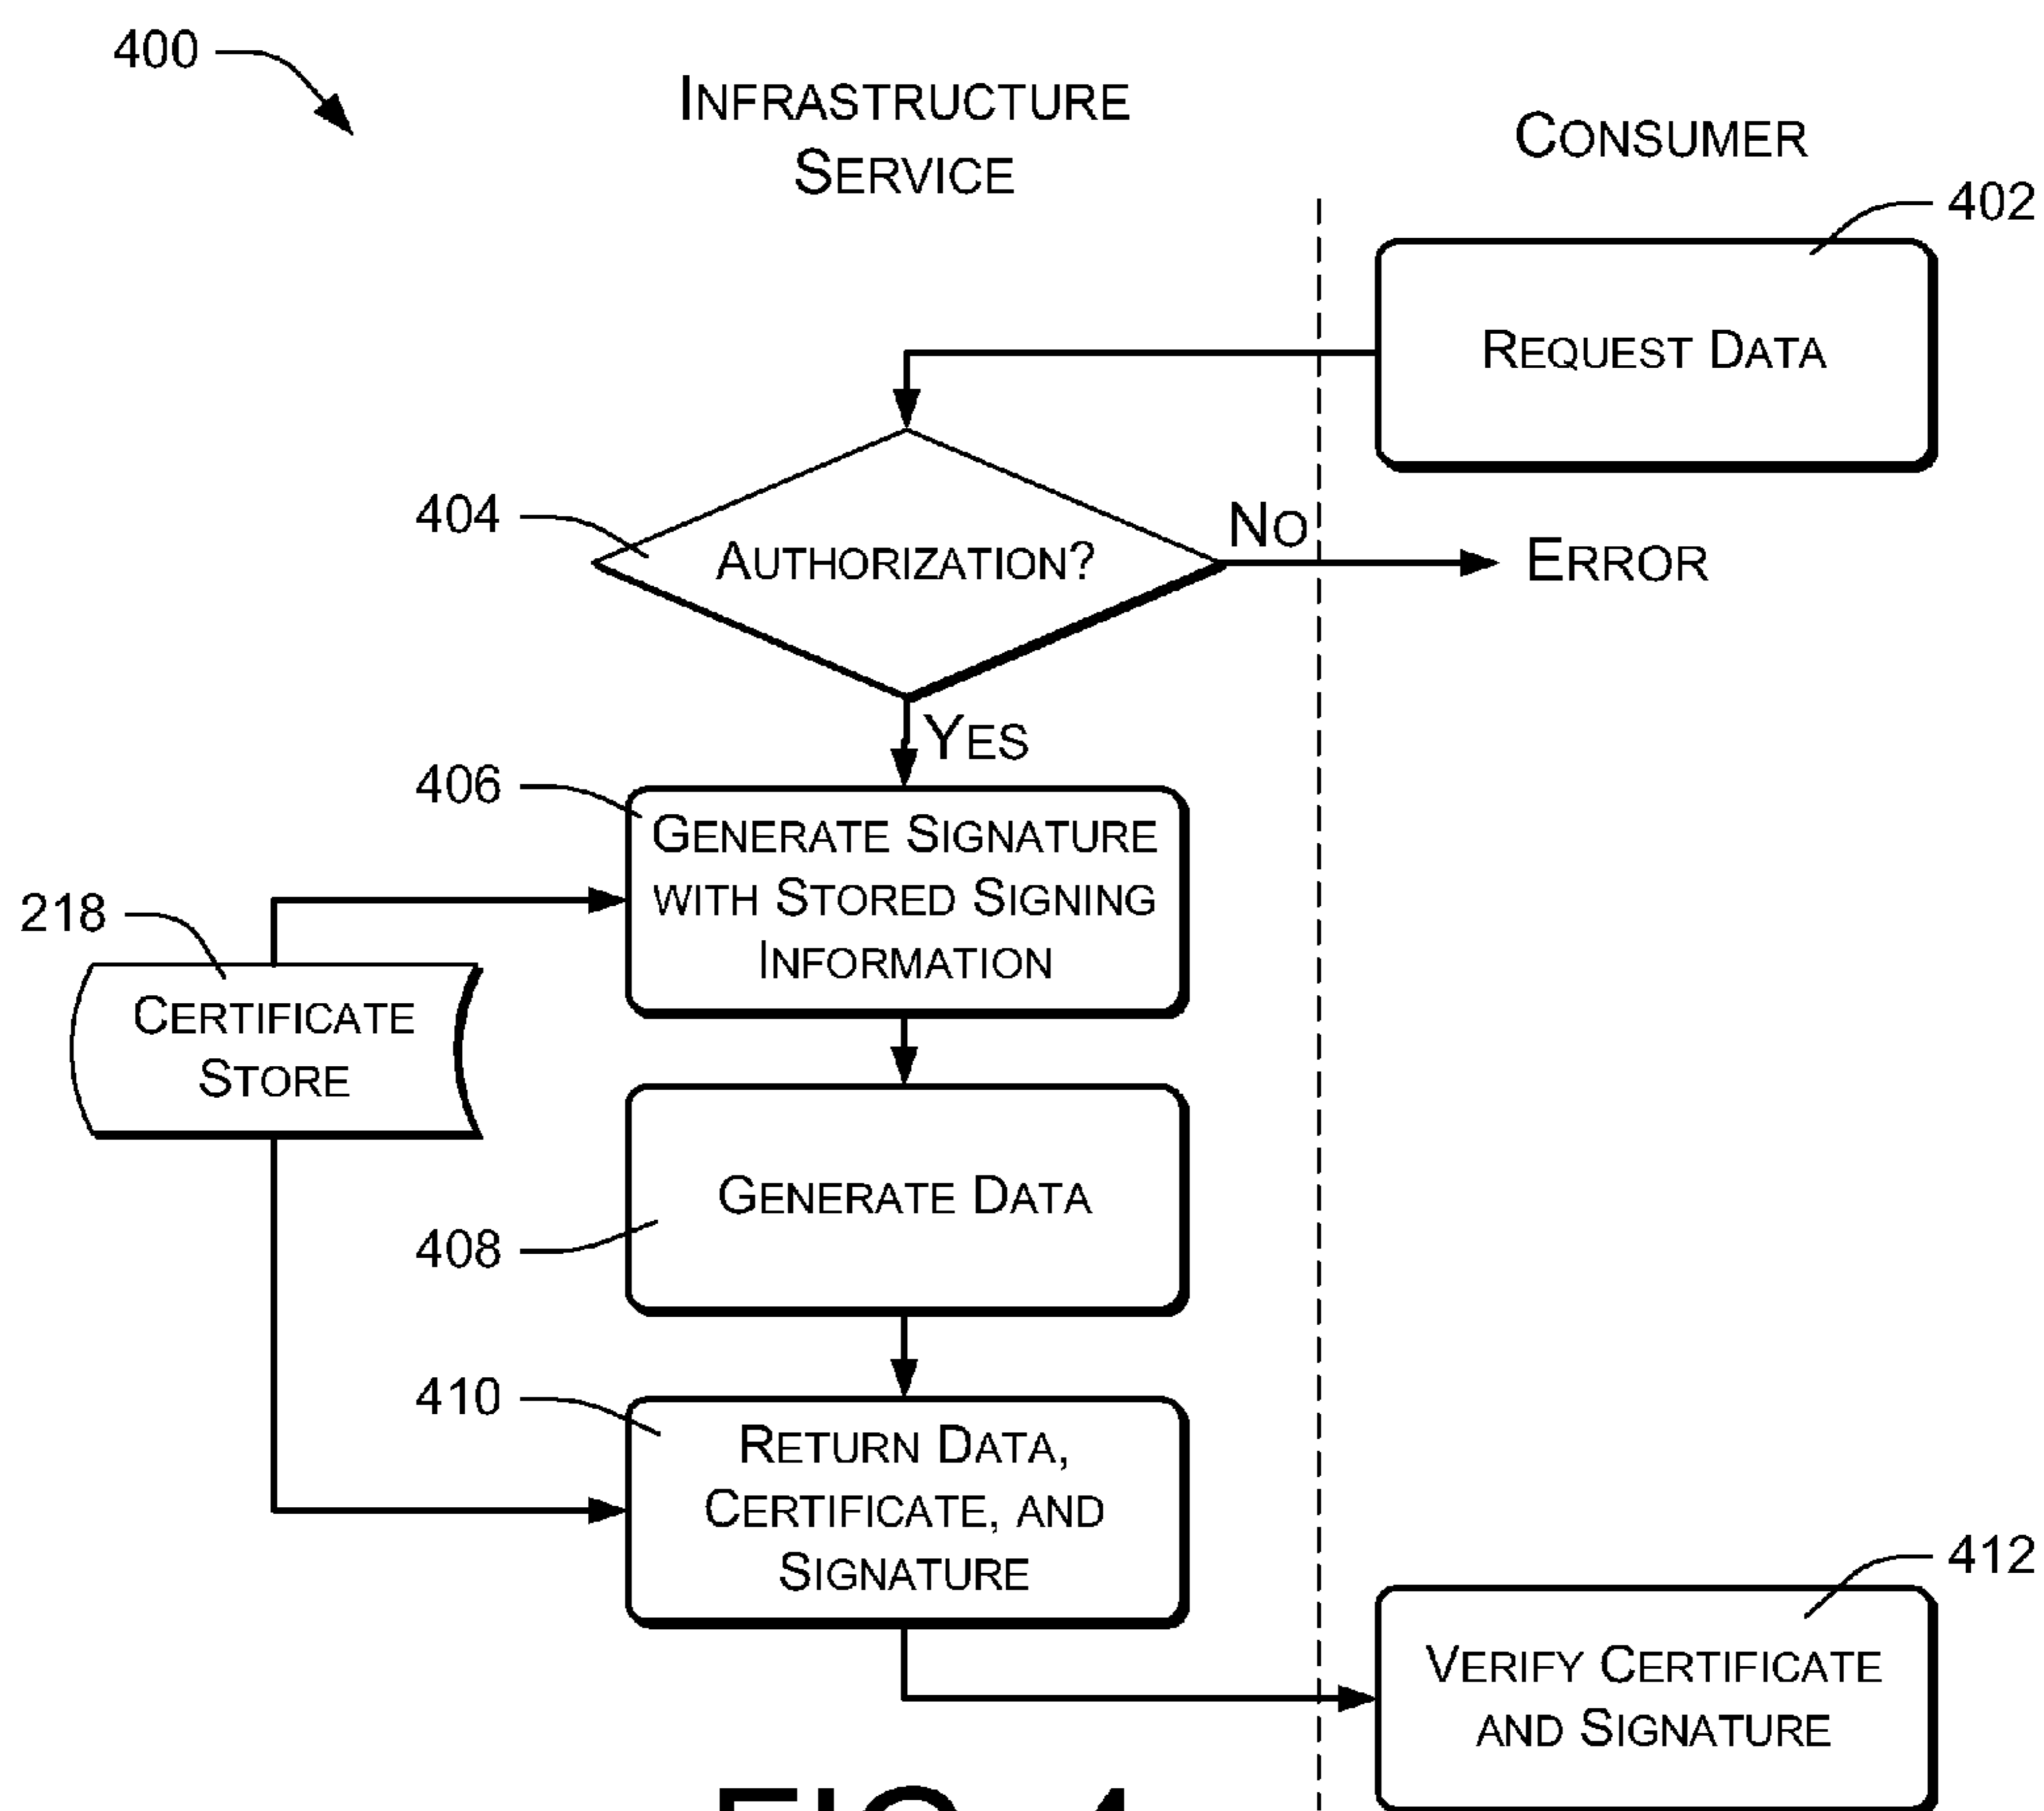 400
INFRASTRUCTURE
SERVICE
CONSUMER
402
REQUEST DATA
404
AUTHORIZATION?
NO
ERROR
YES
406
GENERATE SIGNATURE
WITH STORED SIGNING
INFORMATION
218
CERTIFICATE
STORE
GENERATE DATA
408
410
RETURN DATA,
CERTIFICATE, AND
SIGNATURE
412
VERIFY CERTIFICATE
AND SIGNATURE